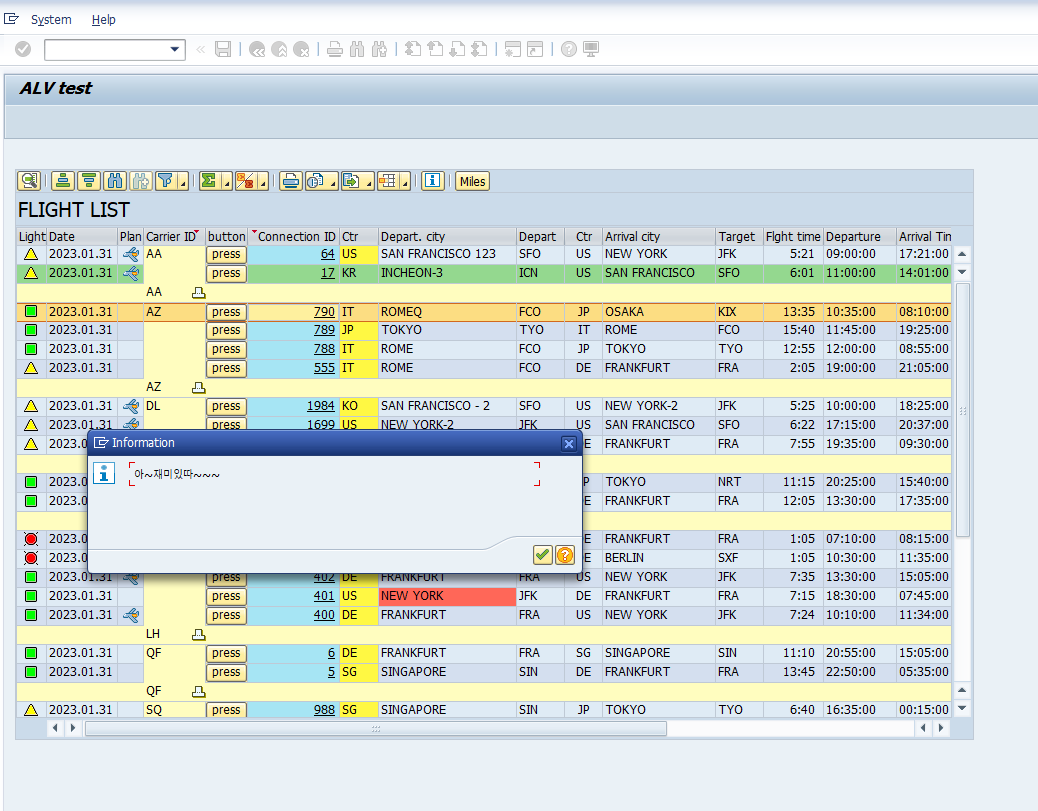 System Help
ALV test
Miles
FLIGHT LIST
Light Date Plan Carrier ID button Connection ID Ctr Depart. city Depart Ctr Arrival city Target Flght time Departure Arrival Tin
2023.01.31 AA press 64 US SAN FRANCISCO 123 SFO US NEW YORK JFK 5:21 09:00:00 17:21:00
2023.01.31 press 17 KR INCHEON-3 ICN US SAN FRANCISCO SFO 6:01 11:00:00 14:01:00
AA
2023.01.31 AZ press 790 IT ROMEQ FCO JP OSAKA KIX 13:35 10:35:00 08:10:00
2023.01.31 press 789 JP TOKYO TYO IT ROME FCO 15:40 11:45:00 19:25:00
2023.01.31 press 788 IT ROME FCO JP TOKYO TYO 12:55 12:00:00 08:55:00
2023.01.31 press 555 IT ROME FCO DE FRANKFURT FRA 2:05 19:00:00 21:05:00
AZ
2023.01.31 DL press 1984 KO SAN FRANCISCO - 2 SFO US NEW YORK-2 JFK 5:25 10:00:00 18:25:00
2023.01.31 press 1699 US NEW YORK-2 JFK US SAN FRANCISCO SFO 6:22 17:15:00 20:37:00
2023.0 E FRANKFURT FRA 7:55 19:35:00 09:30:00
2023.0 P TOKYO NRT 11:15 20:25:00 15:40:00
2023.0 E FRANKFURT FRA 12:05 13:30:00 17:35:00
2023.0 E FRANKFURT FRA 1:05 07:10:00 08:15:00
2023.0 E BERLIN SXF 1:05 10:30:00 11:35:00
Information
아~재미있따~~~
2023.01.31 press 402 DE FRANKFURT FRA US NEW YORK JFK 7:35 13:30:00 15:05:00
2023.01.31 press 401 US NEW YORK JFK DE FRANKFURT FRA 7:15 18:30:00 07:45:00
2023.01.31 press 400 DE FRANKFURT FRA US NEW YORK JFK 7:24 10:10:00 11:34:00
LH
2023.01.31 QF press 6 DE FRANKFURT FRA SG SINGAPORE SIN 11:10 20:55:00 15:05:00
2023.01.31 press 5 SG SINGAPORE SIN DE FRANKFURT FRA 13:45 22:50:00 05:35:00
QF
2023.01.31 SQ press 988 SG SINGAPORE SIN JP TOKYO TYO 6:40 16:35:00 00:15:00